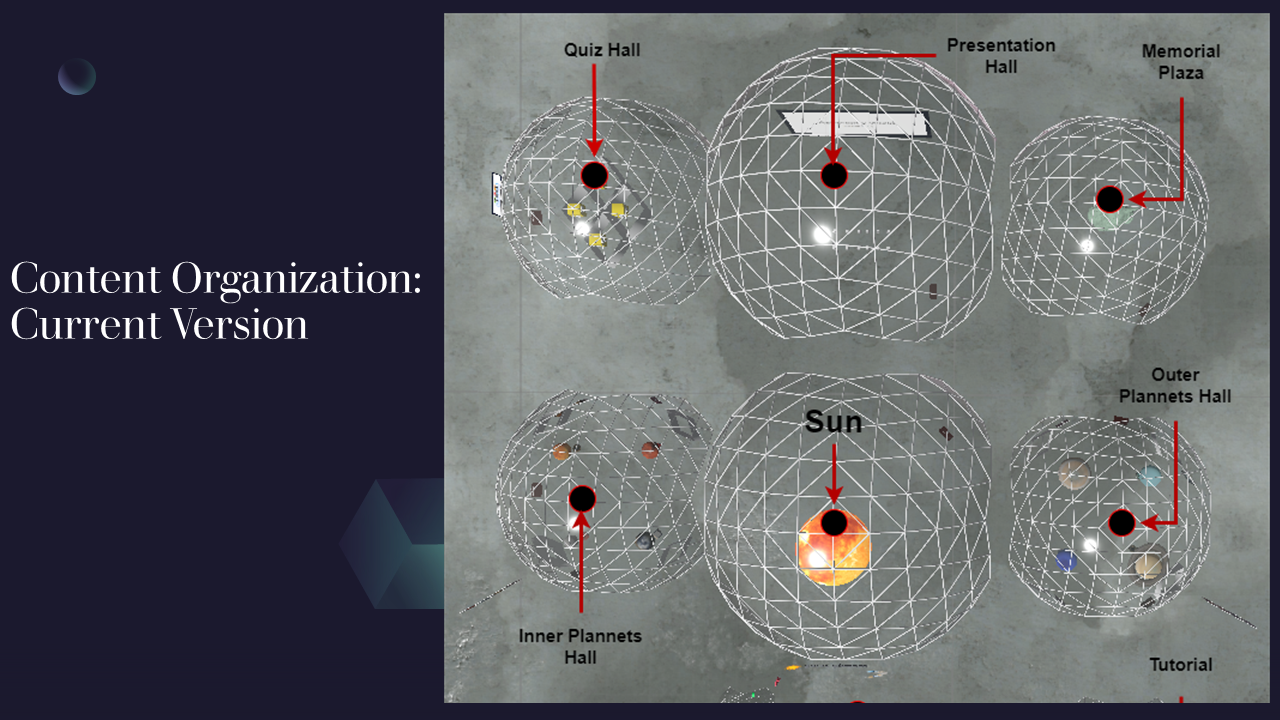 Content Organization:
Current Version
Quiz Hall
Presentation
Hall
Memorial
Plaza
Outer
Plannets Hall
Sun
Inner Plannets
Hall
Tutorial